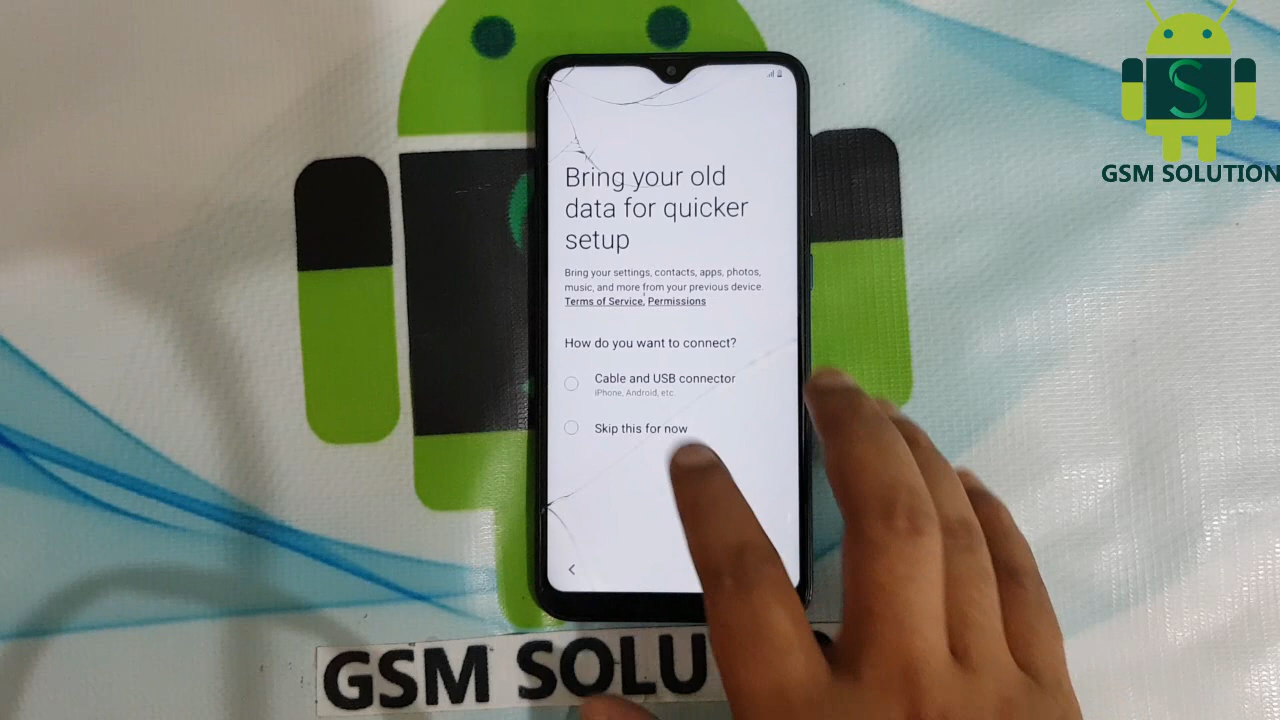 Bring your old
data for quicker
setup
Bring your settings, contacts, apps, photos,
music, and more from your previous device.
Terms of Service, Permissions
How do you want to connect?
Cable and USB connector
iPhone, Android, etc.
Skip this for now
<
S
GSM SOLUTION
GSM SOLU